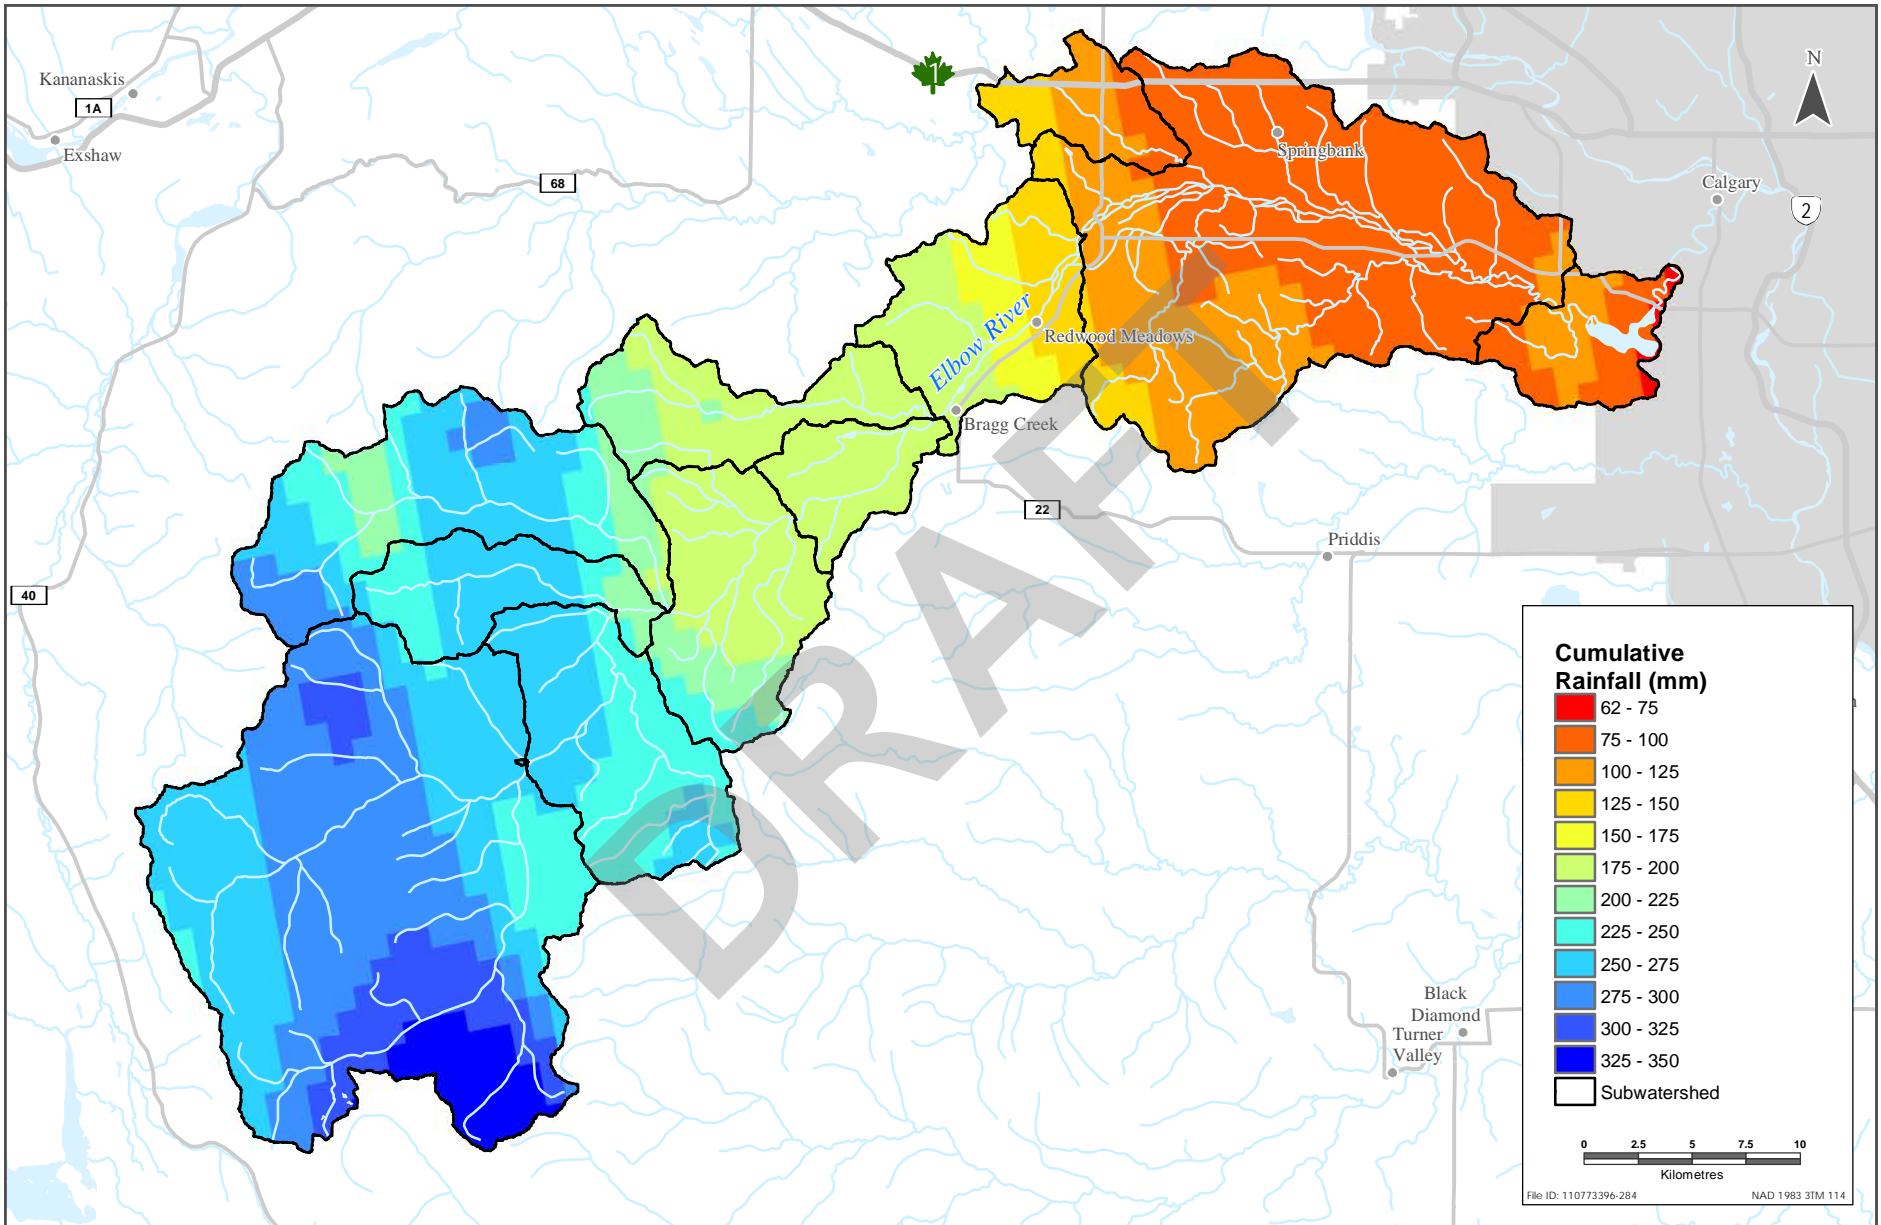 Kananaskis
1A
Exshaw
68
1
N
Springbank
Calgary
2
Elbow River
Redwood Meadows
Bragg Creek
22
Priddis
40
DRAFT
Black
Diamond
Turner
Valley
Cumulative
Rainfall (mm)
62 - 75
75 - 100
100 - 125
125 - 150
150 - 175
175 - 200
200 - 225
225 - 250
250 - 275
275 - 300
300 - 325
325 - 350
Subwatershed
0 2.5 5 7.5 10
Kilometres
File ID: 110773396-284 NAD 1983 3TM 114